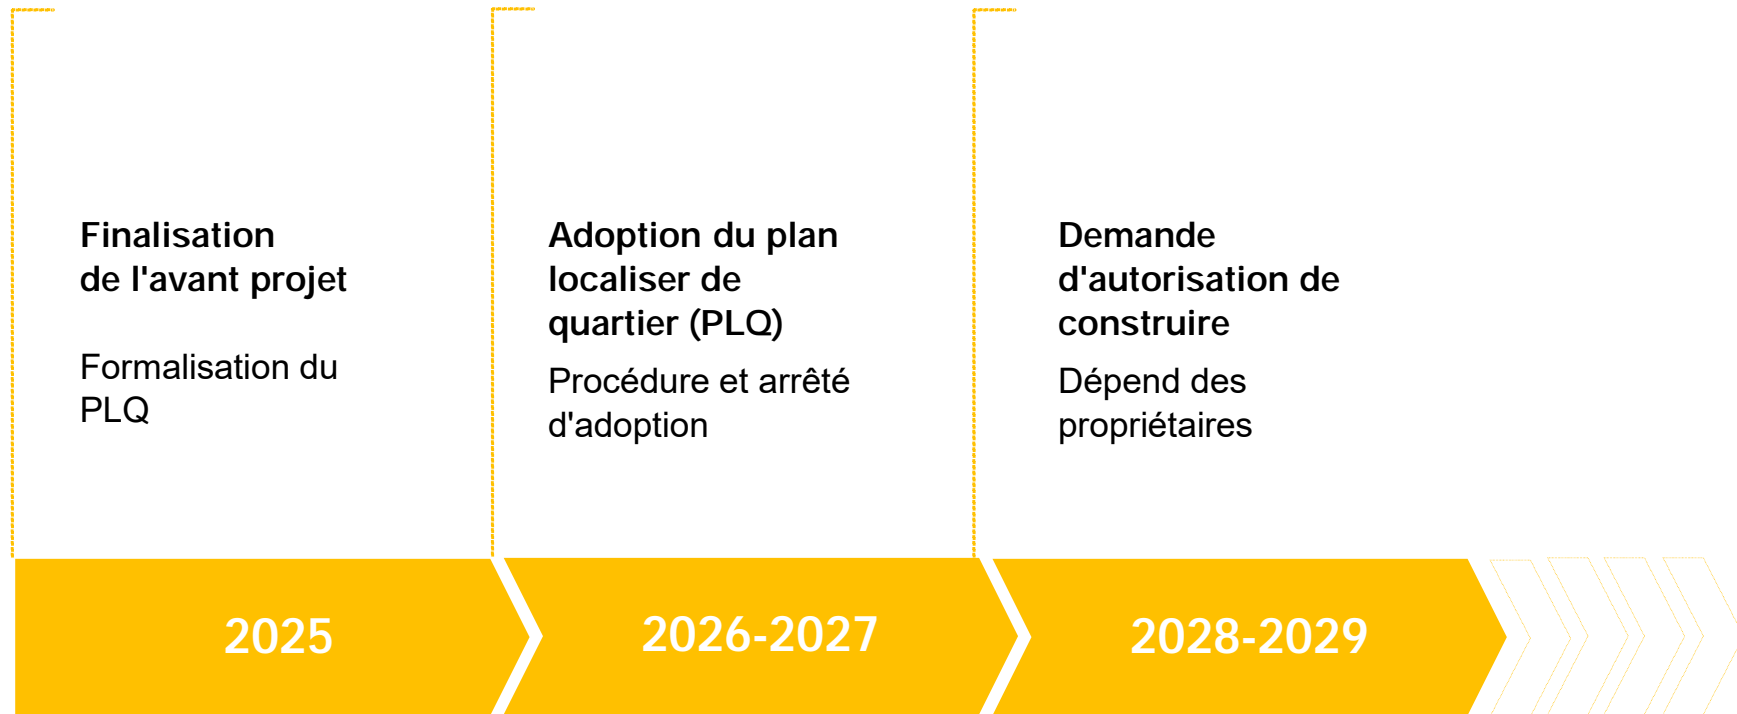 Finalisation
de l'avant projet
Formalisation du
PLQ
Adoption du plan
localiser de
quartier (PLQ)
Procédure et arrêté
d'adoption
Demande
d'autorisation de
construire
Dépend des
propriétaires
2025
2026-2027
2028-2029